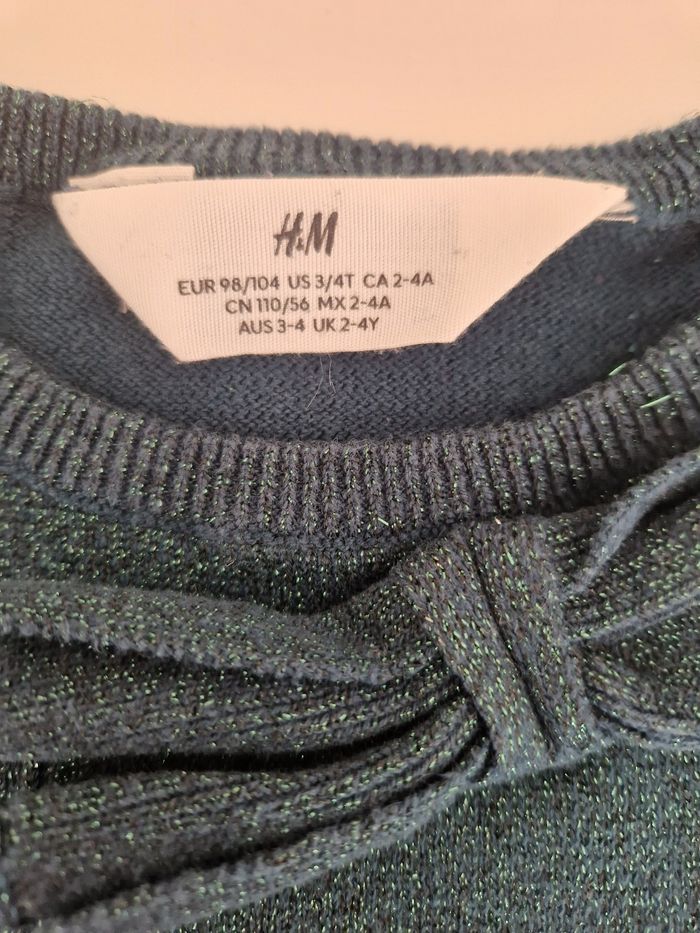 H&M
EUR 98/104 US 3/4T CA 2-4A
CN 110/56 MX 2-4A
AUS 3-4 UK 2-4Y